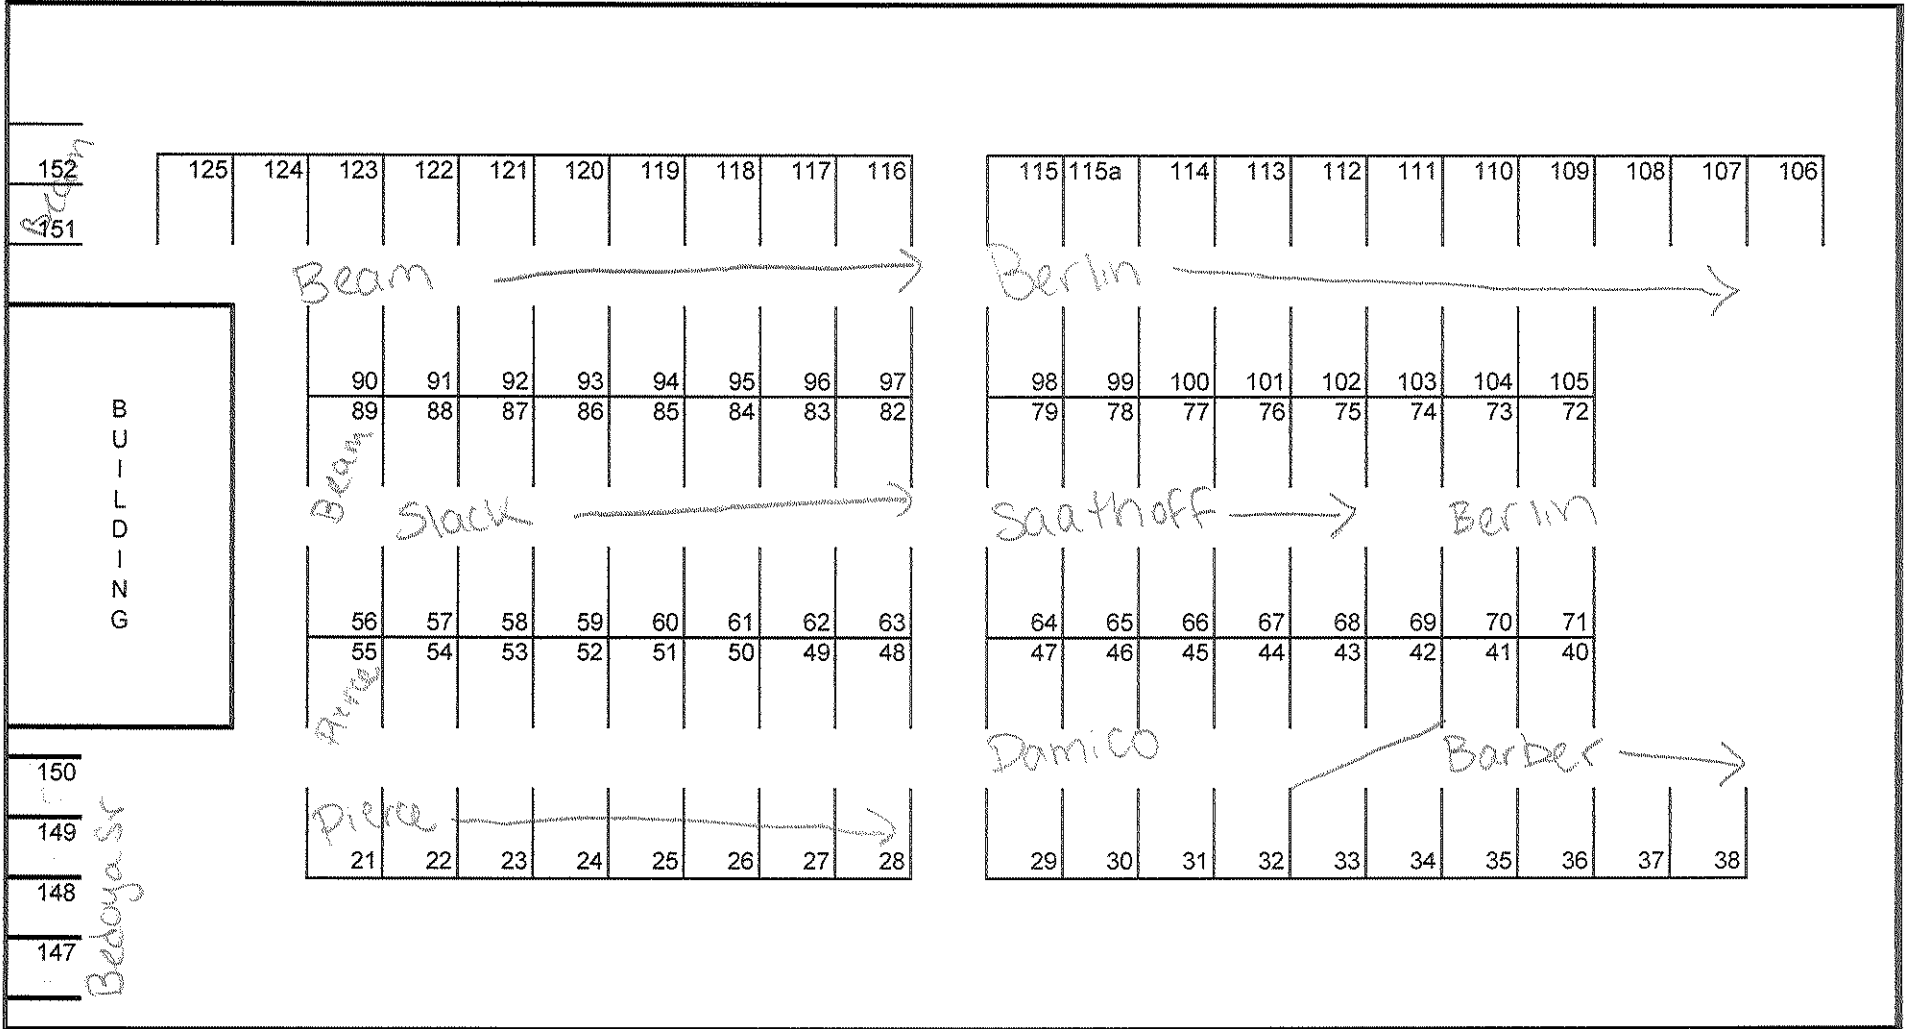 152 125 124 123 122 121 120 119 118 117 116 115 115a 114 113 112 111 110 109 108 107 106
Beam
151
Beam Berlin
90 91 92 93 94 95 96 97 98 99 100 101 102 103 104 105
89 88 87 86 85 84 83 82 79 78 77 76 75 74 73 72
BUILDING
Beam
Slack Saathoff Berlin
56 57 58 59 60 61 62 63 64 65 66 67 68 69 70 71
55 54 53 52 51 50 49 48 47 46 45 44 43 42 41 40
Pierce
Damico Barber
150
Pierce
149
21 22 23 24 25 26 27 28 29 30 31 32 33 34 35 36 37 38
148
Bedoya Sr
147